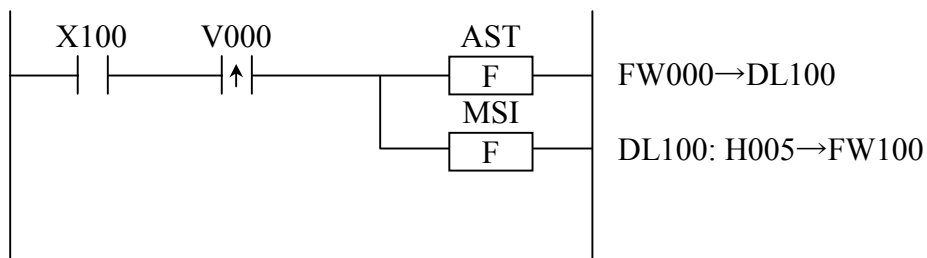 X100 V000 AST
F FW000→DL100
MSI
F DL100: H005→FW100